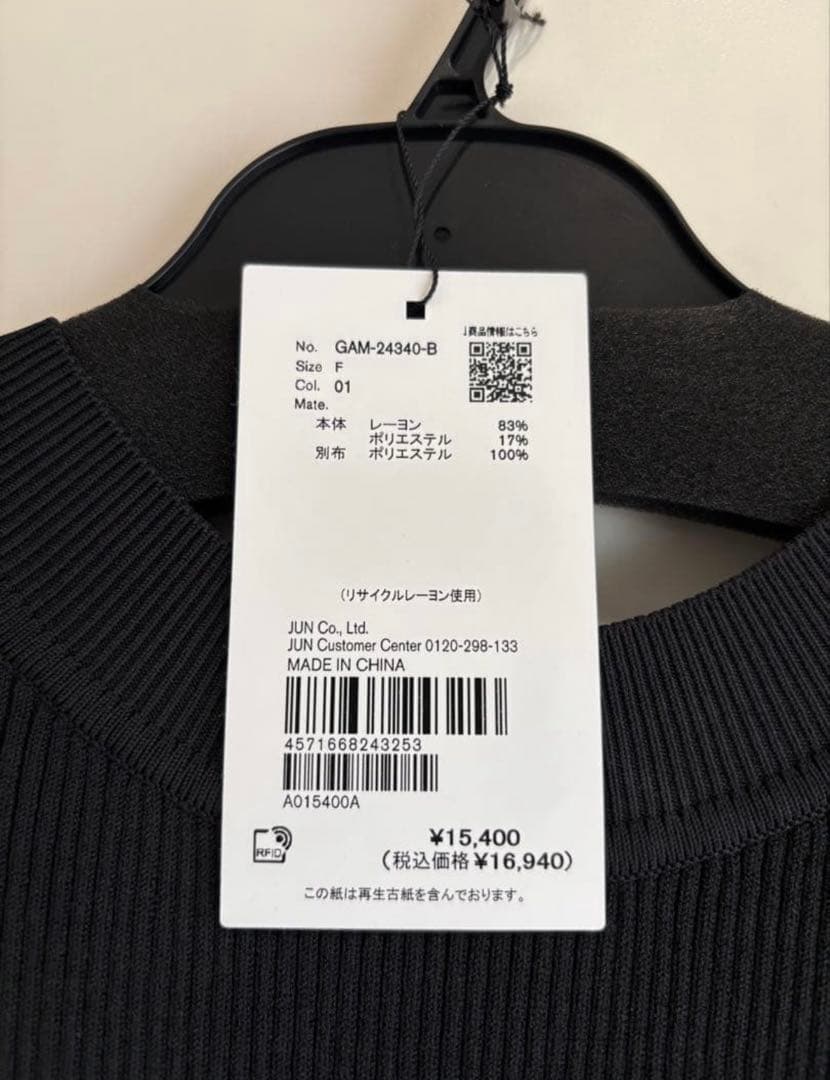 ↓商品情報はこちら
No. GAM-24340-B
Size F
Col. 01
Mate.
本体 レーヨン 83%
ポリエステル 17%
別布 ポリエステル 100%
(リサイクルレーヨン使用)
JUN Co., Ltd.
JUN Customer Center 0120-298-133
MADE IN CHINA
4571668243253
A015400A
RFID
¥15,400
(税込価格¥16,940)
この紙は再生古紙を含んでおります。